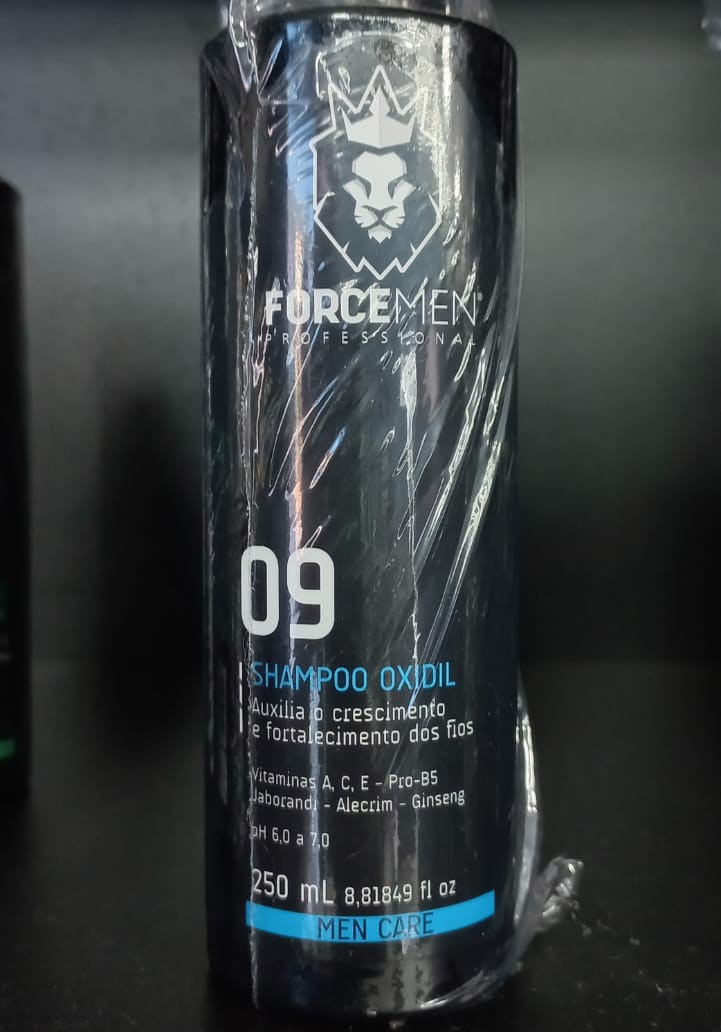 FORCEMEN®
PROFESSIONAL
09
SHAMPOO OXIDIL
Auxilia o crescimento
e fortalecimento dos fios
Vitaminas A, C, E - Pro-B5
Jaborandi - Alecrim - Ginseng
pH 6,0 a 7,0
250 mL 8,81849 fl oz
MEN CARE